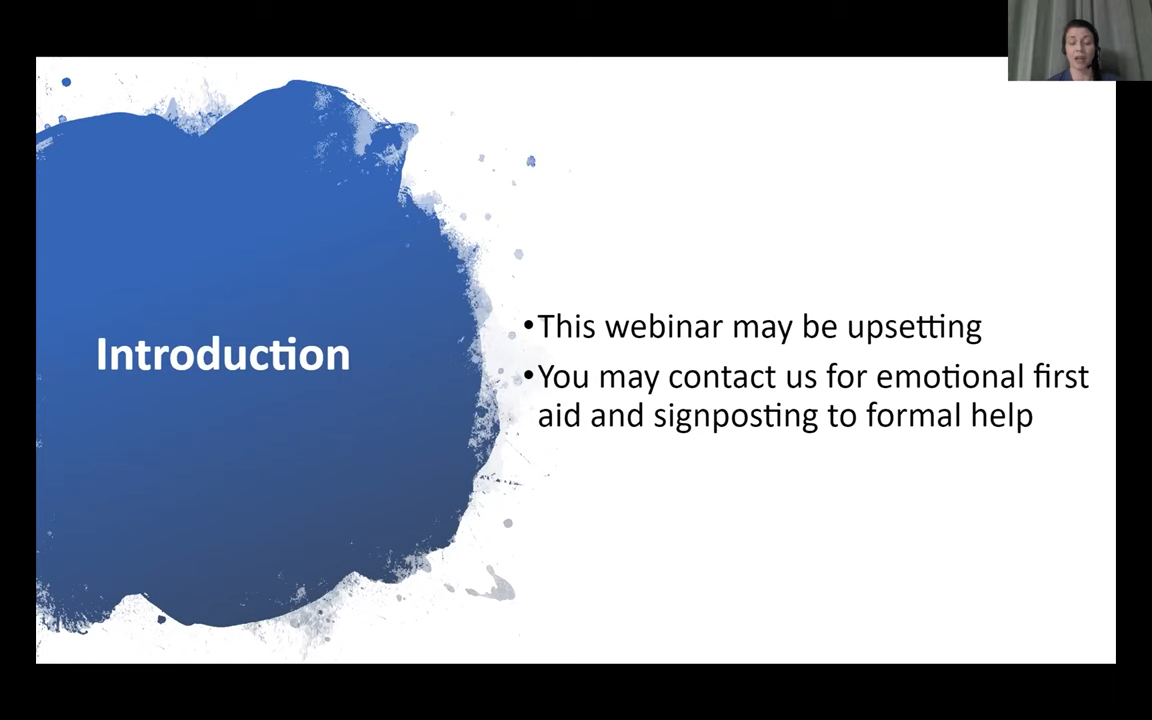 Introduction
•This webinar may be upsetting
•You may contact us for emotional first
aid and signposting to formal help